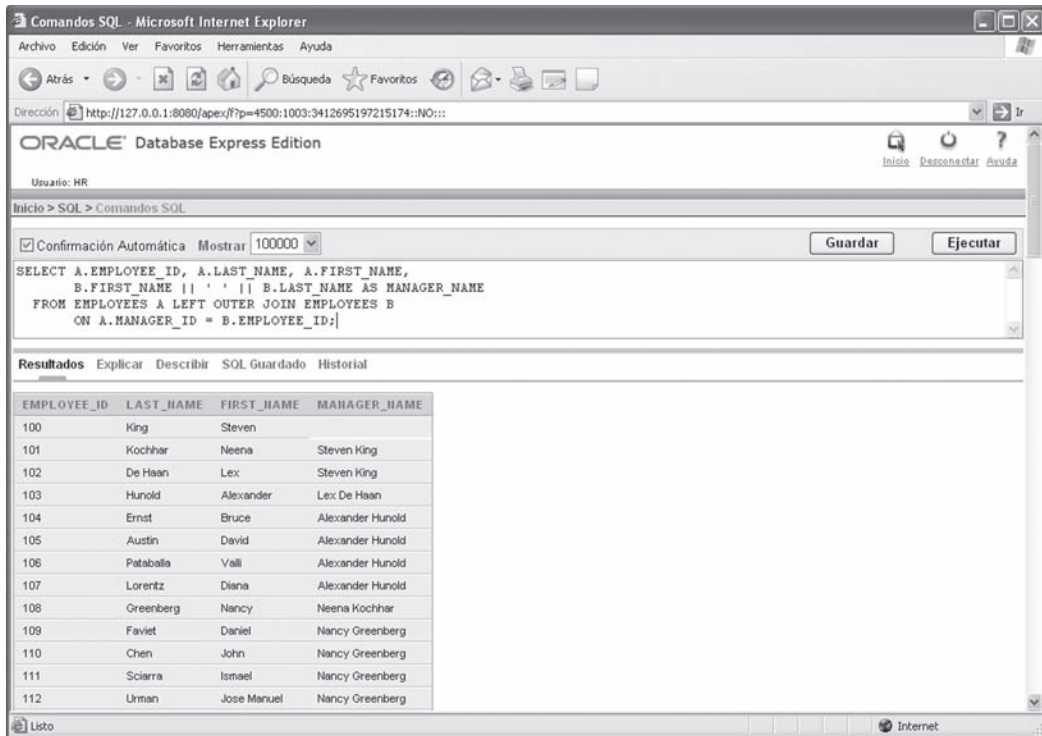 Comandos SQL - Microsoft Internet Explorer
Archivo Edición Ver Favoritos Herramientas Ayuda
Atrás Búsqueda Favoritos
Dirección http://127.0.0.1:8080/apex/f?p=4500:1003:3412695197215174::NO::: Ir
ORACLE Database Express Edition
Inicio Desconectar Ayuda
Usuario: HR
Inicio > SQL > Comandos SQL
Confirmación Automática Mostrar 100000 Guardar Ejecutar
SELECT A.EMPLOYEE_ID, A.LAST_NAME, A.FIRST_NAME,
B.FIRST_NAME || ' ' || B.LAST_NAME AS MANAGER_NAME
FROM EMPLOYEES A LEFT OUTER JOIN EMPLOYEES B
ON A.MANAGER_ID = B.EMPLOYEE_ID;
Resultados Explicar Describir SQL Guardado Historial
EMPLOYEE_ID LAST_NAME FIRST_NAME MANAGER_NAME
100 King Steven
101 Kochhar Neena Steven King
102 De Haan Lex Steven King
103 Hunold Alexander Lex De Haan
104 Ernst Bruce Alexander Hunold
105 Austin David Alexander Hunold
106 Pataballa Valli Alexander Hunold
107 Lorentz Diana Alexander Hunold
108 Greenberg Nancy Neena Kochhar
109 Faviet Daniel Nancy Greenberg
110 Chen John Nancy Greenberg
111 Sciarra Ismael Nancy Greenberg
112 Urman Jose Manuel Nancy Greenberg
Listo Internet